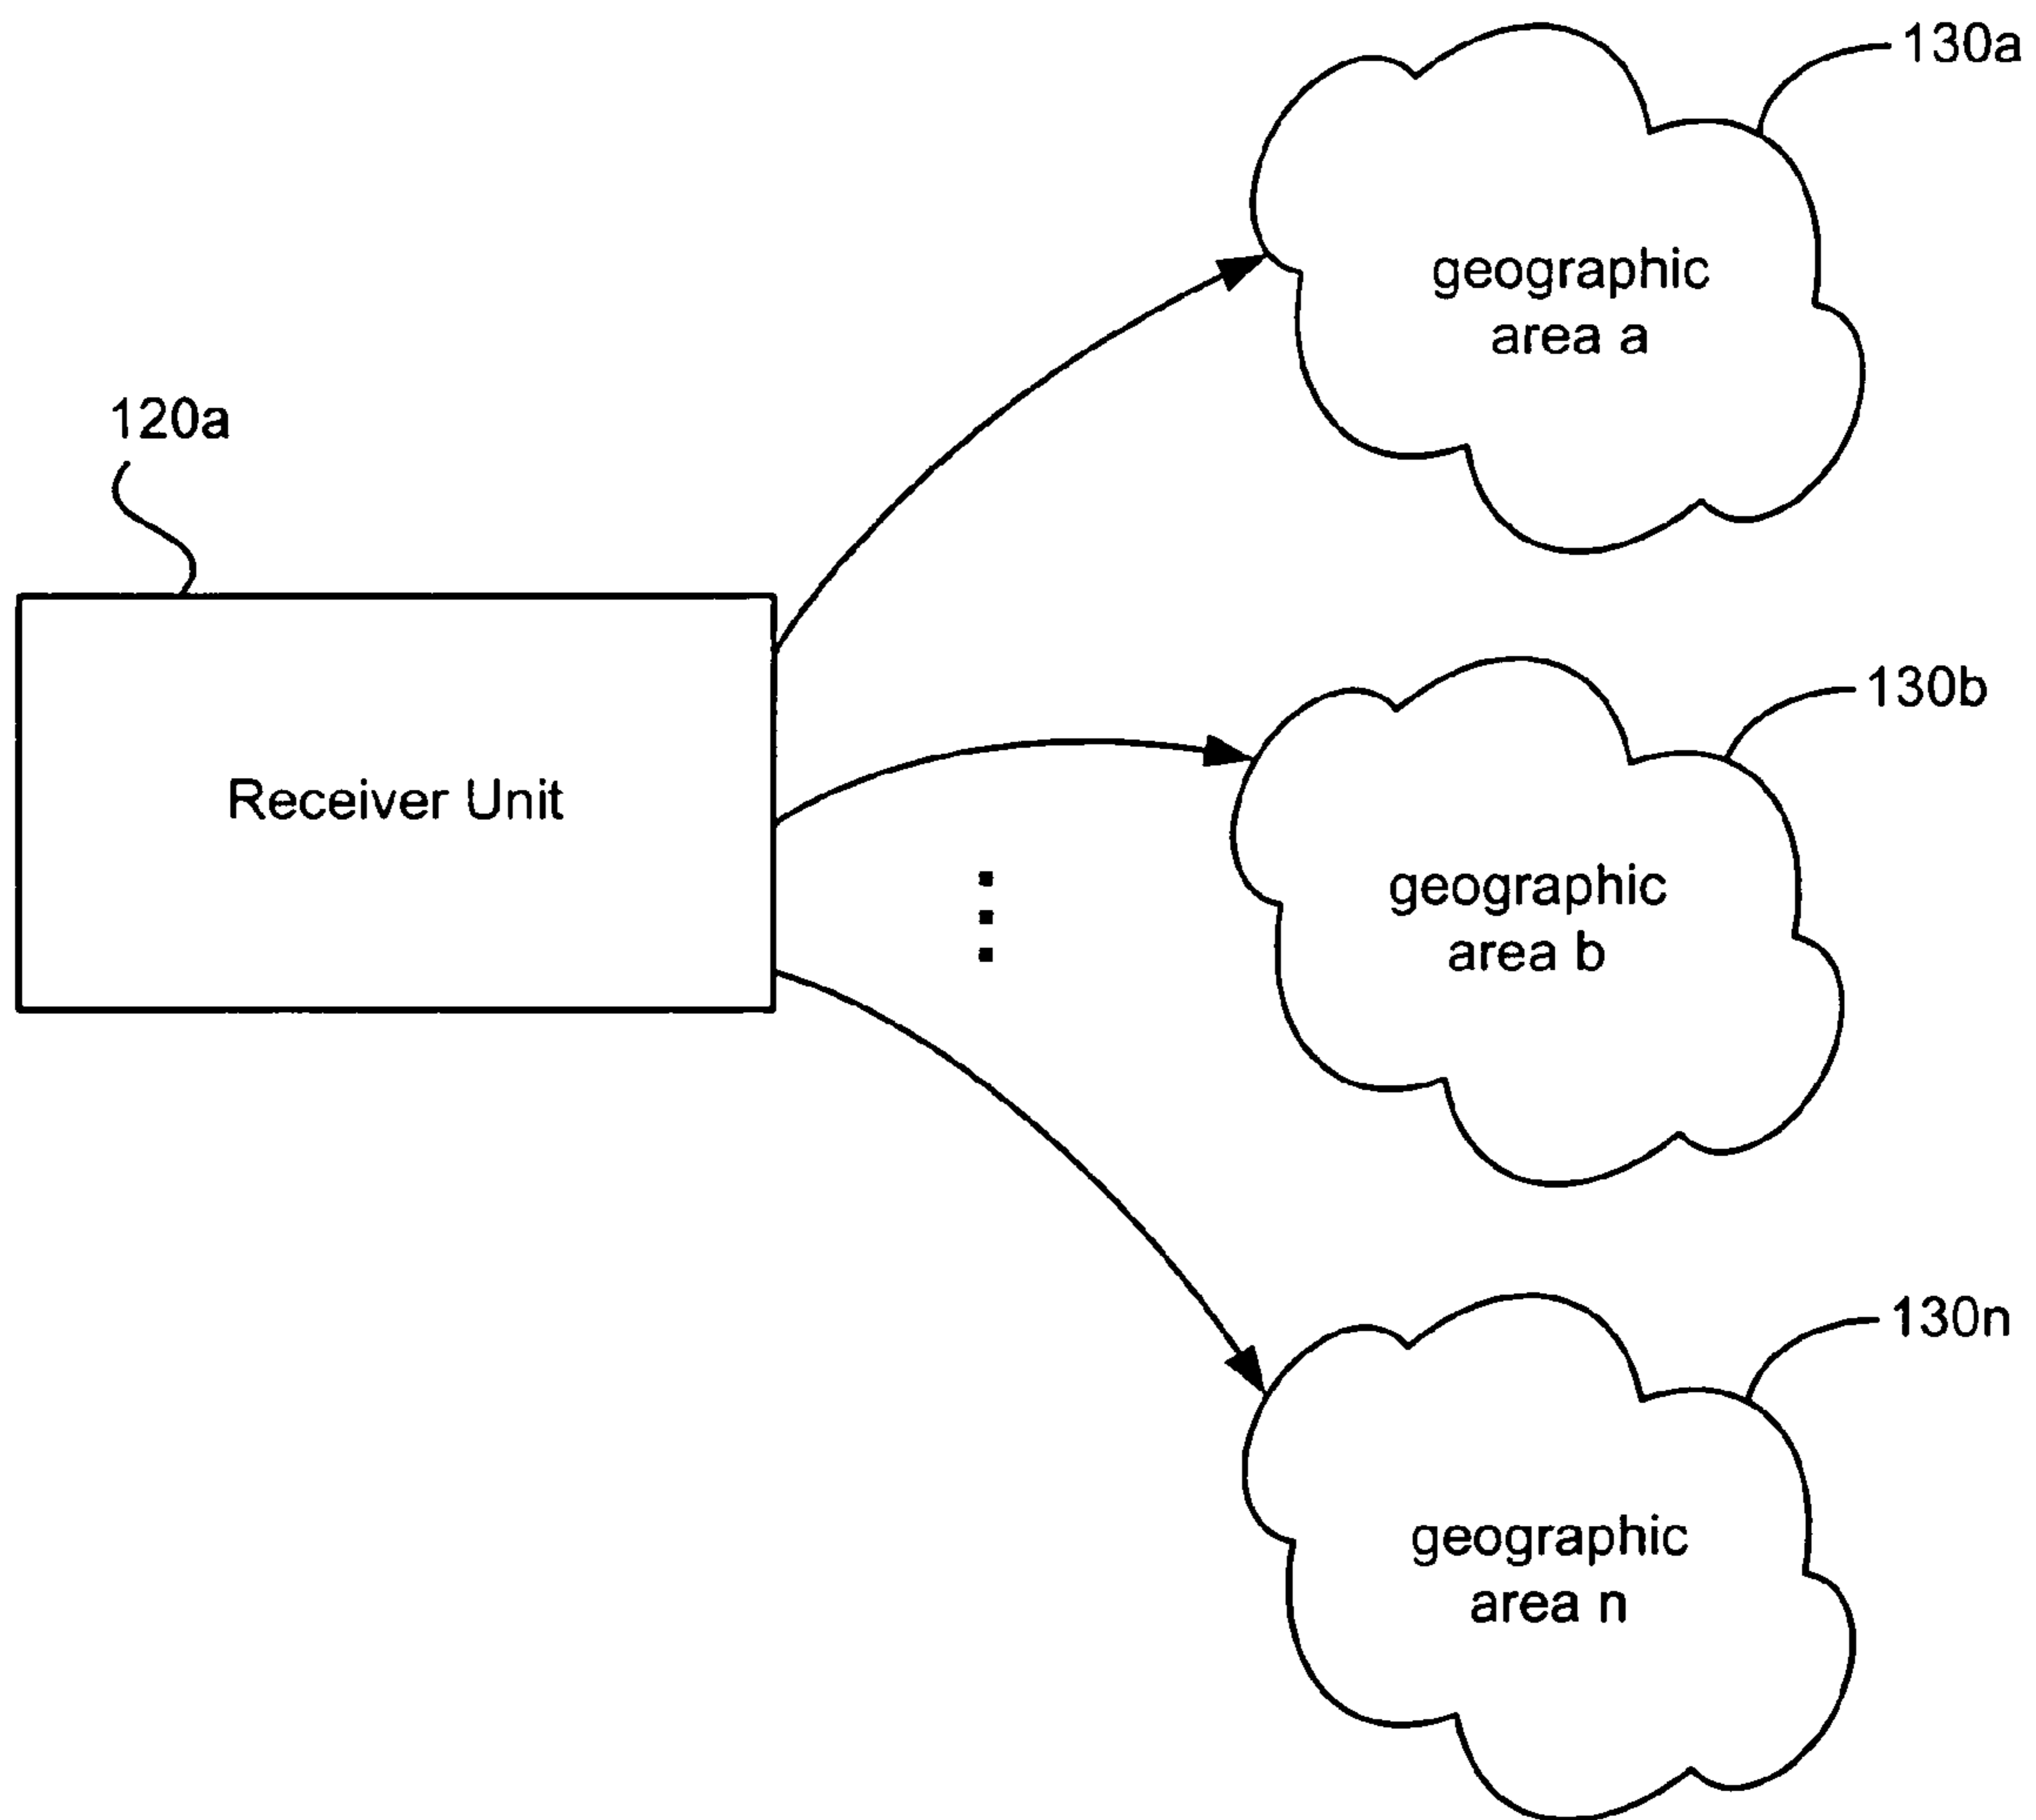 130a
geographic
area a
120a
130b
Receiver Unit
geographic
area b
130n
geographic
area n